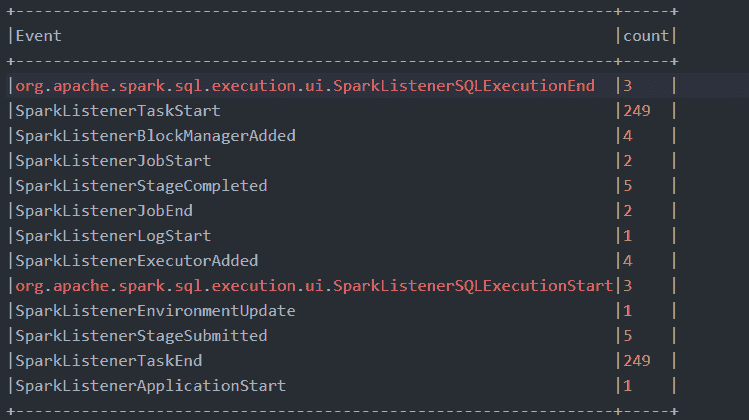 +---------------------------------------------------------------+-----+
|Event                                                          |count|
+---------------------------------------------------------------+-----+
|org.apache.spark.sql.execution.ui.SparkListenerSQLExecutionEnd  |3    |
|SparkListenerTaskStart                                         |249  |
|SparkListenerBlockManagerAdded                                 |4    |
|SparkListenerJobStart                                          |2    |
|SparkListenerStageCompleted                                    |5    |
|SparkListenerJobEnd                                            |2    |
|SparkListenerLogStart                                          |1    |
|SparkListenerExecutorAdded                                     |4    |
|org.apache.spark.sql.execution.ui.SparkListenerSQLExecutionStart|3    |
|SparkListenerEnvironmentUpdate                                 |1    |
|SparkListenerStageSubmitted                                    |5    |
|SparkListenerTaskEnd                                           |249  |
|SparkListenerApplicationStart                                  |1    |
+---------------------------------------------------------------+-----+